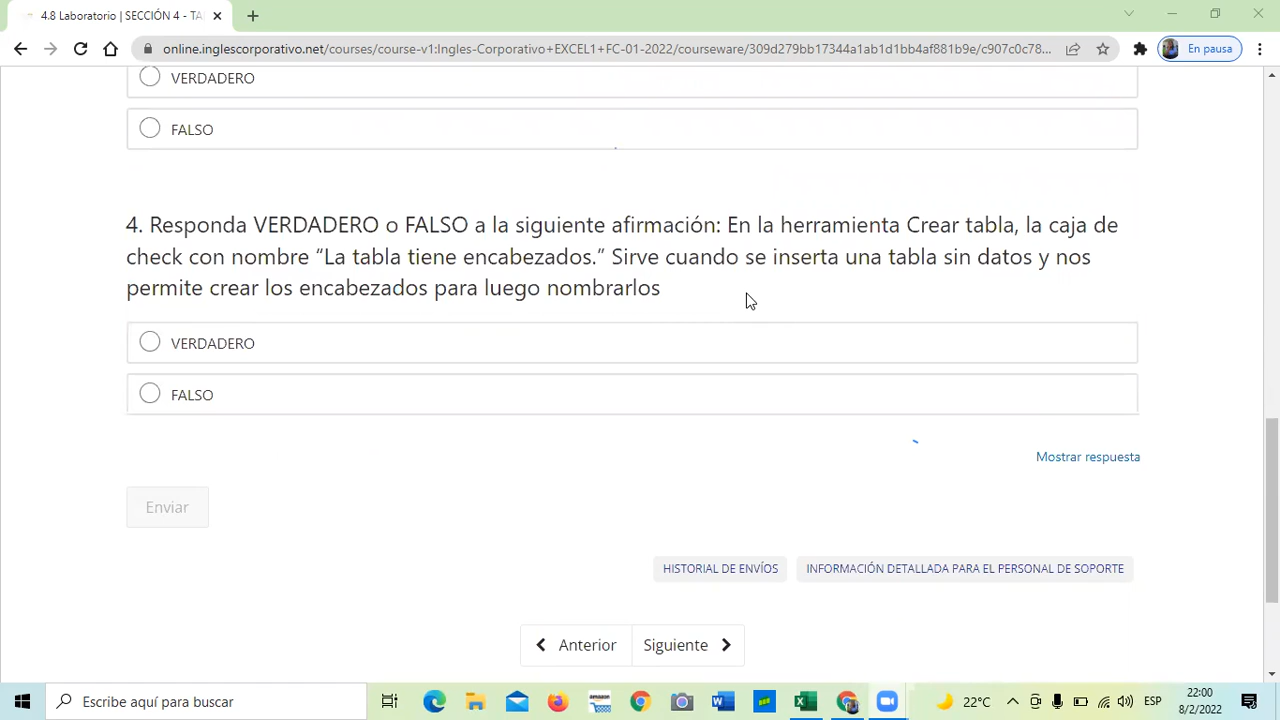 4.8 Laboratorio | SECCIÓN 4 - TA
online.inglescorporativo.net/courses/course-v1:Ingles-Corporativo+EXCEL1+FC-01-2022/courseware/309d279bb17344a1ab1d1bb4af881b9e/c907c0c78...
En pausa
VERDADERO
FALSO
4. Responda VERDADERO o FALSO a la siguiente afirmación: En la herramienta Crear tabla, la caja de
check con nombre “La tabla tiene encabezados.” Sirve cuando se inserta una tabla sin datos y nos
permite crear los encabezados para luego nombrarlos
VERDADERO
FALSO
Mostrar respuesta
Enviar
HISTORIAL DE ENVÍOS
INFORMACIÓN DETALLADA PARA EL PERSONAL DE SOPORTE
Anterior
Siguiente
Escribe aquí para buscar
22°C
ESP
22:00
8/2/2022